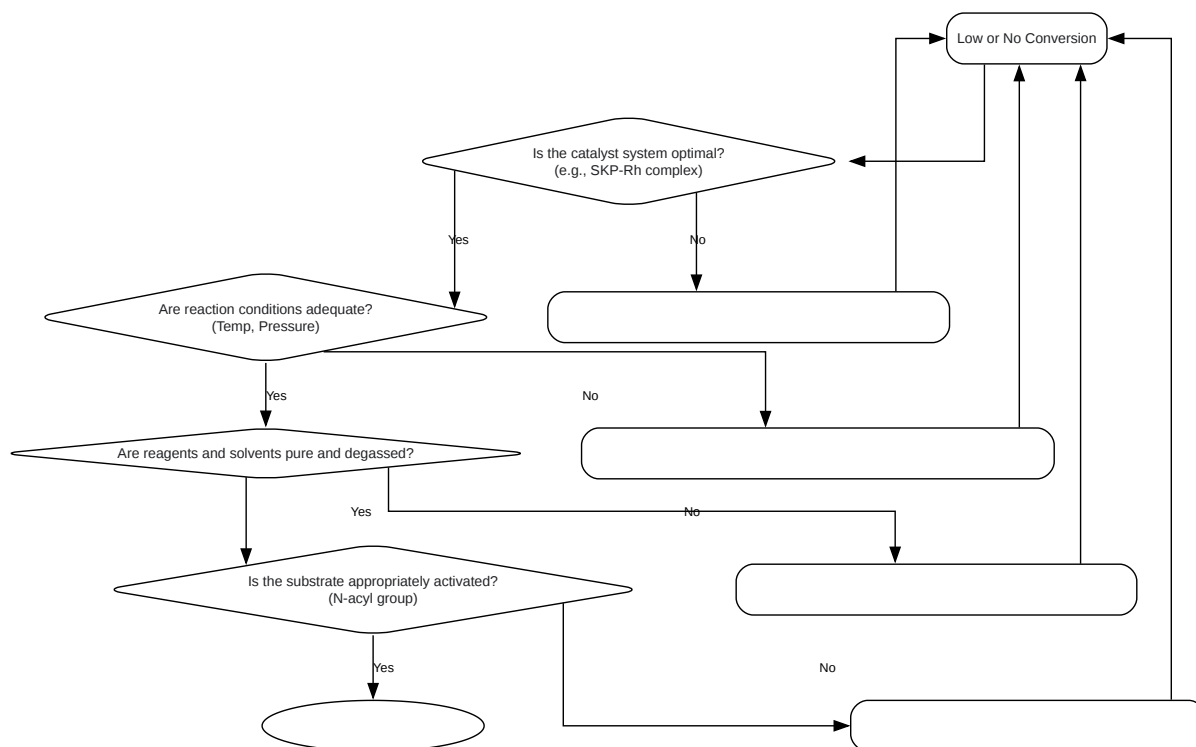 Low or No Conversion
Is the catalyst system optimal?
(e.g., SKP-Rh complex)
Yes
No
Are reaction conditions adequate?
(Temp, Pressure)
Yes
No
Are reagents and solvents pure and degassed?
Yes
No
Is the substrate appropriately activated?
(N-acyl group)
Yes
No